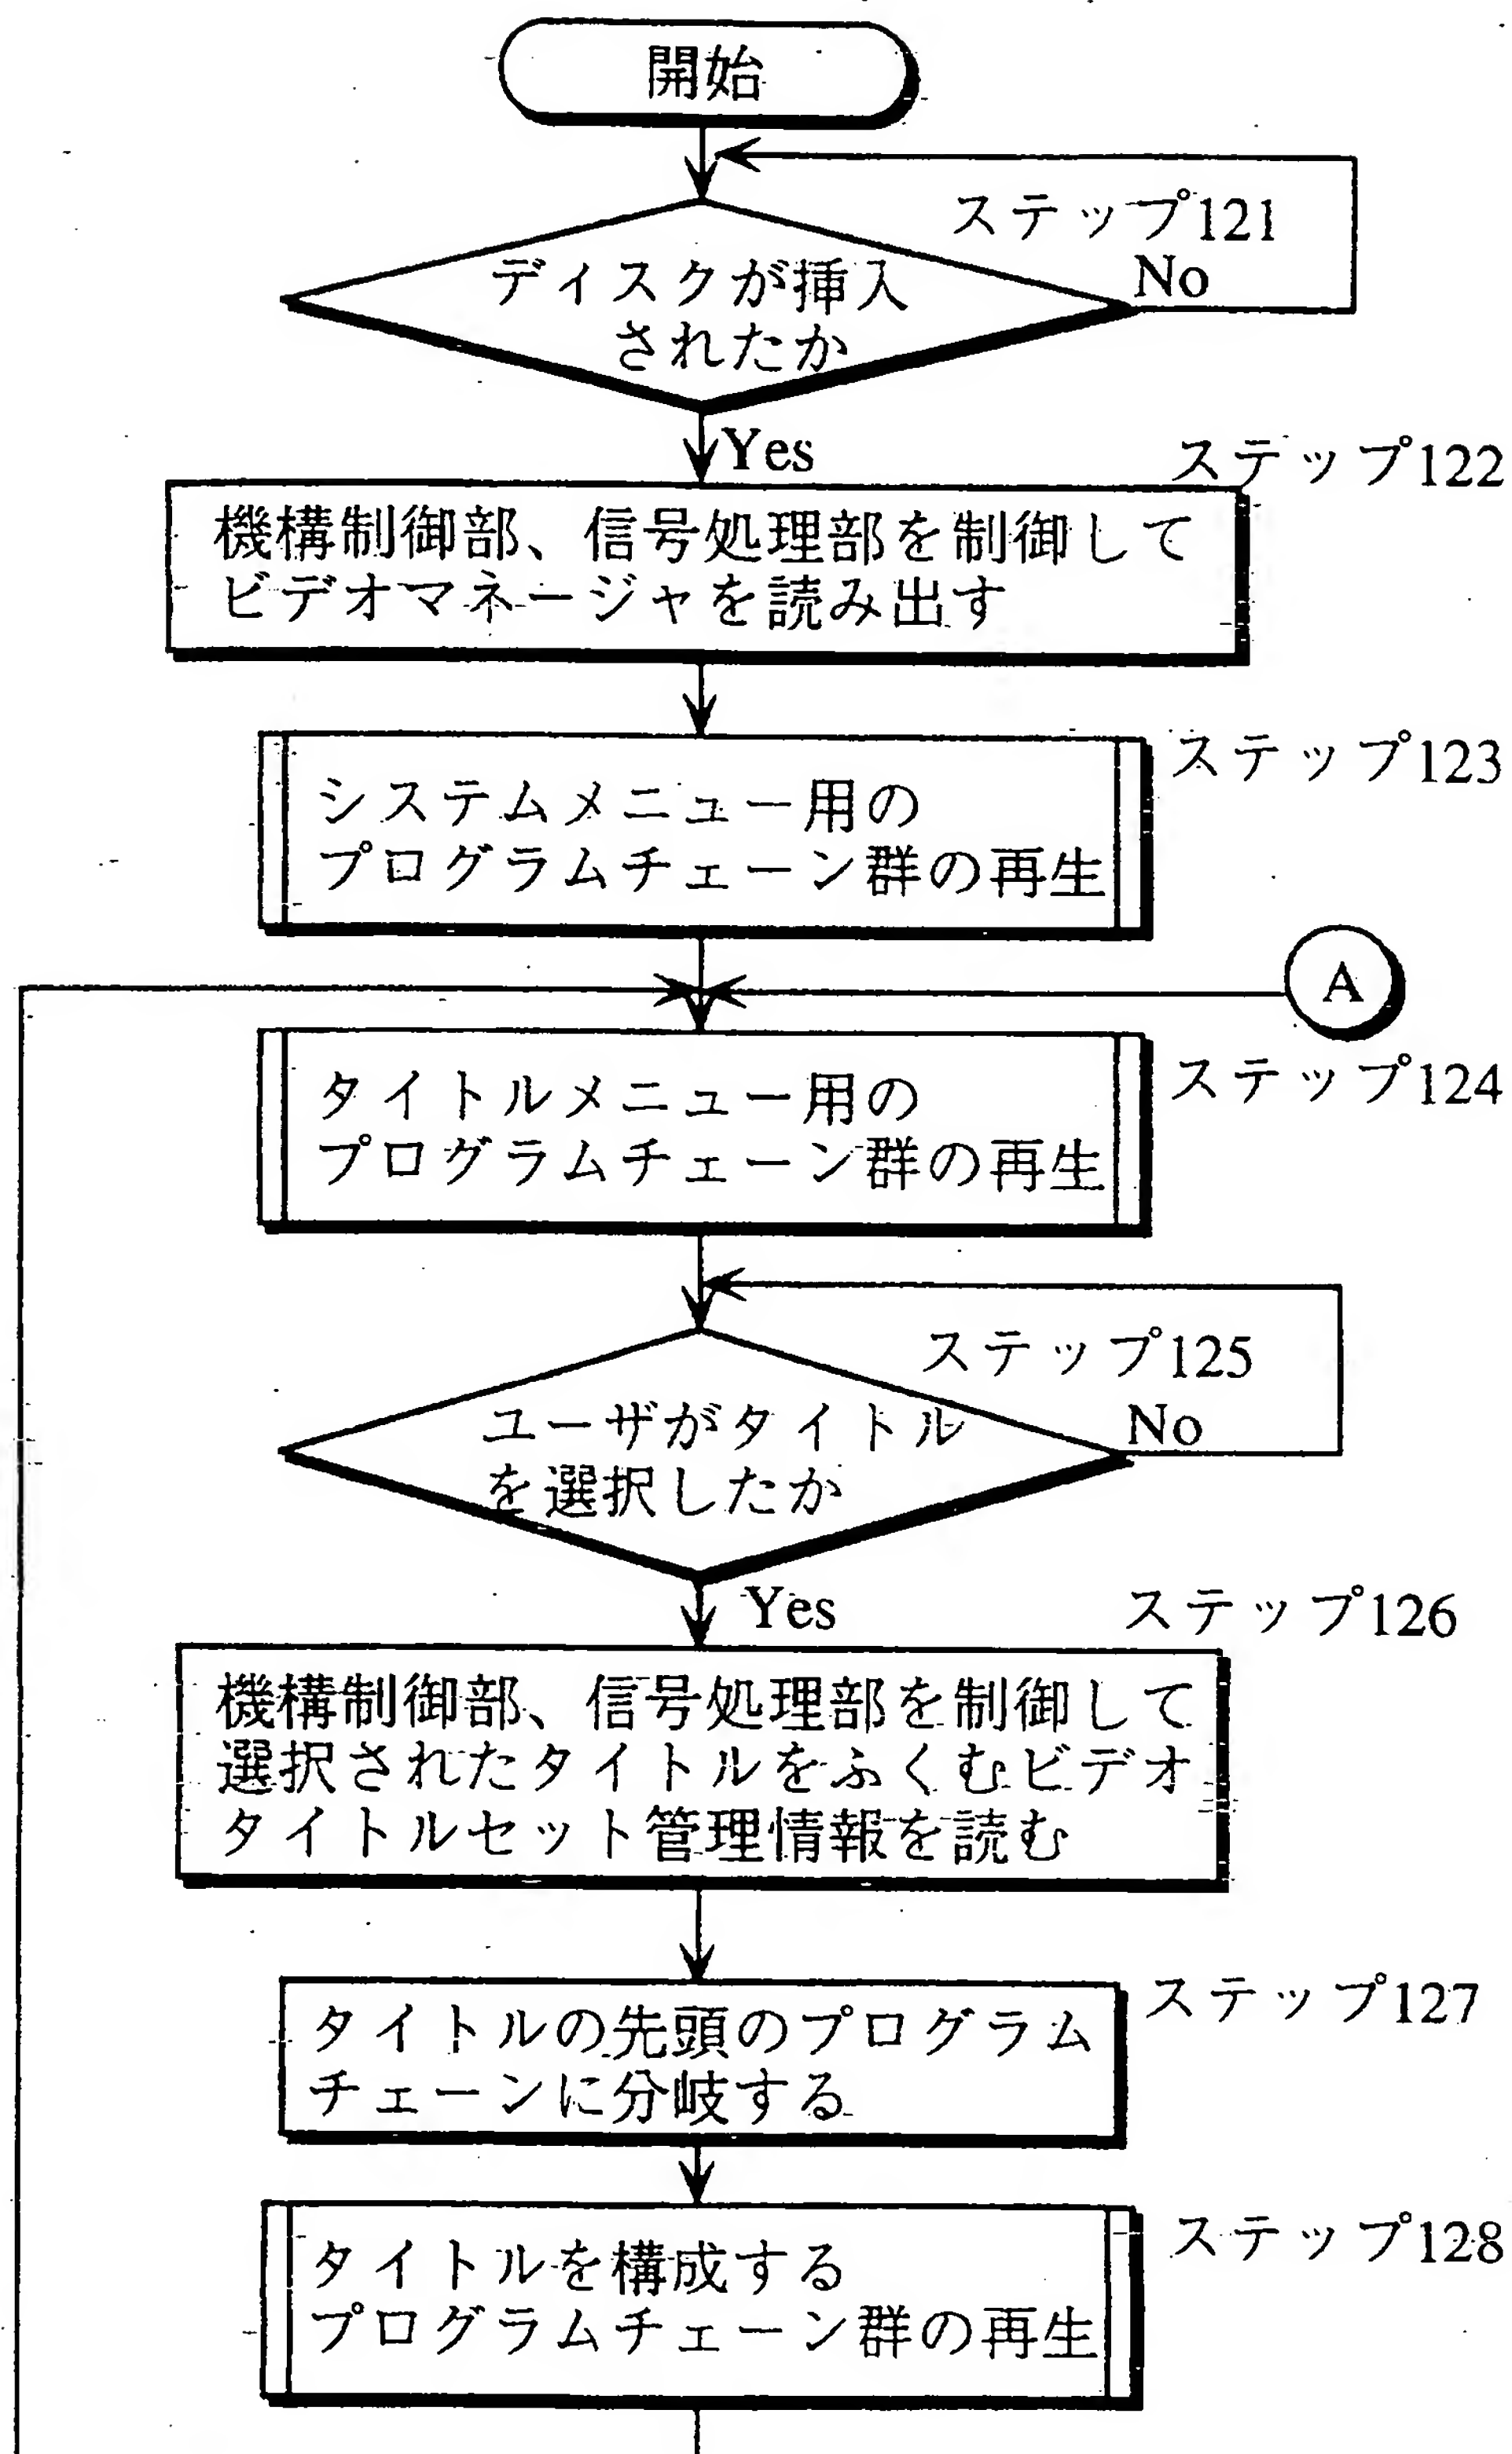 開始
ステップ121
ディスクが挿入
されたか
No
Yes
ステップ122
機構制御部、信号処理部を制御して
ビデオマネージャを読み出す
ステップ123
システムメニュー用の
プログラムチェーン群の再生
A
ステップ124
タイトルメニュー用の
プログラムチェーン群の再生
ステップ125
ユーザがタイトル
を選択したか
No
Yes
ステップ126
機構制御部、信号処理部を制御して
選択されたタイトルをふくむビデオ
タイトルセット管理情報を読む
ステップ127
タイトルの先頭のプログラム
チェーンに分岐する
ステップ128
タイトルを構成する
プログラムチェーン群の再生